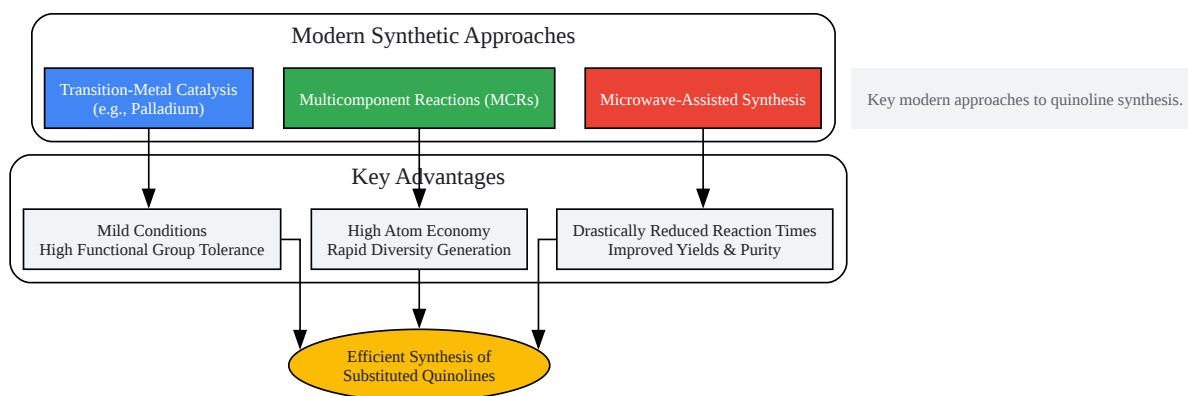 Modern Synthetic Approaches
Transition-Metal Catalysis
(e.g., Palladium)
Multicomponent Reactions (MCRs)
Microwave-Assisted Synthesis
Key modern approaches to quinoline synthesis.
Key Advantages
Mild Conditions
High Functional Group Tolerance
High Atom Economy
Rapid Diversity Generation
Drastically Reduced Reaction Times
Improved Yields & Purity
Efficient Synthesis of
Substituted Quinolines